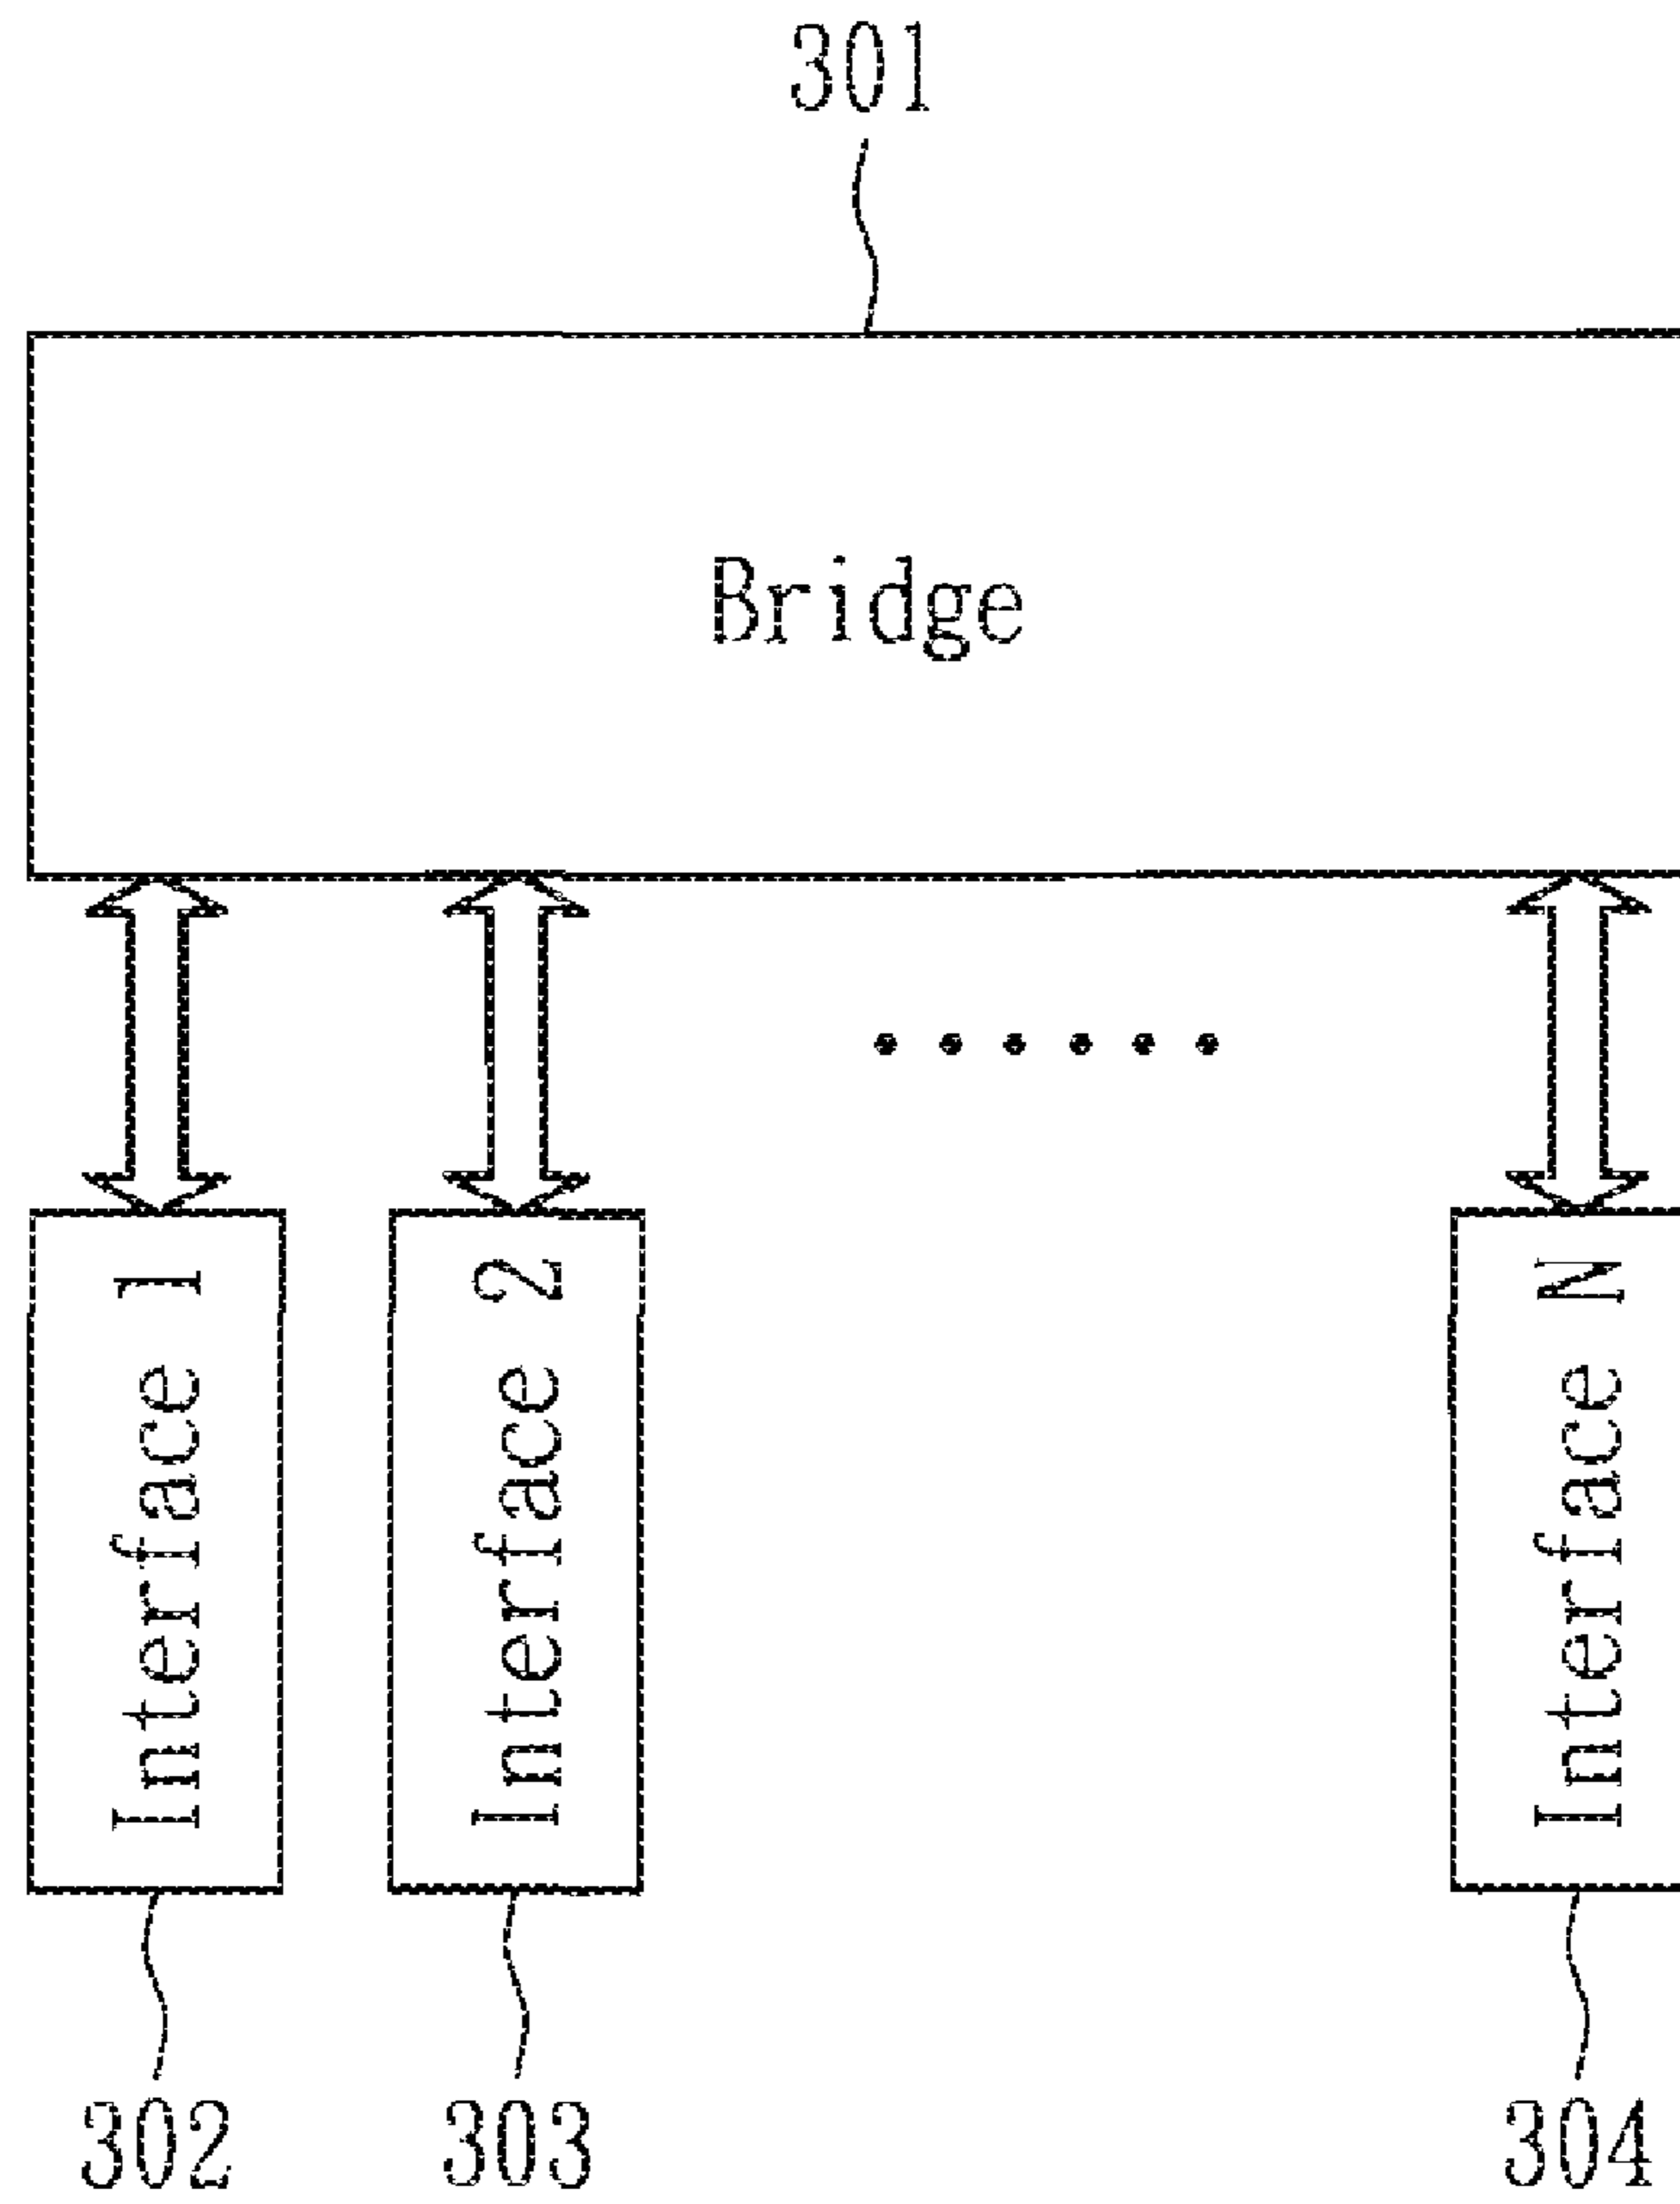 301
Bridge
Interface 1
Interface 2
Interface N
302
303
304